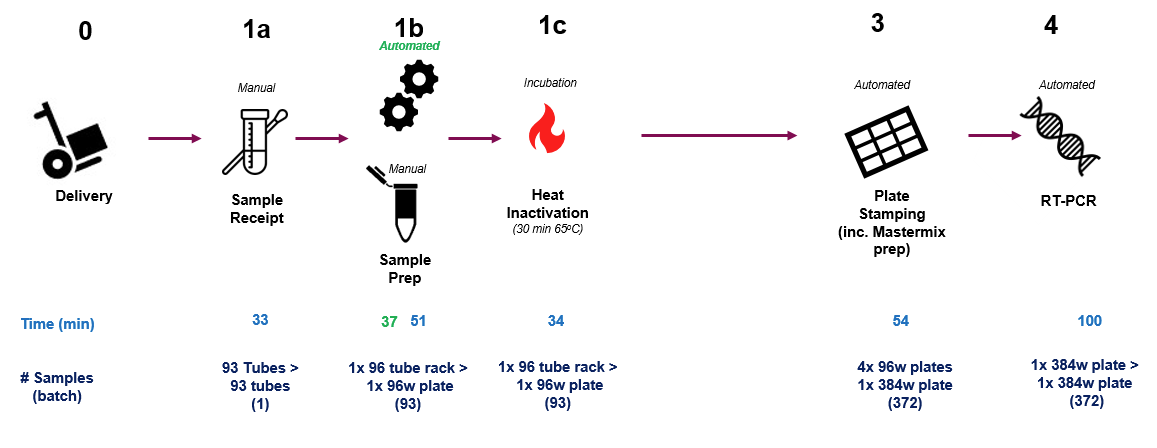 0
1a
1b
1c
3
4
Automated
Manual
Incubation
Automated
Automated
Manual
Delivery
Sample
Receipt
Sample
Prep
Heat
Inactivation
(30 min 65ºC)
Plate
Stamping
(inc. Mastermix
prep)
RT-PCR
Time (min)
33
37 51
34
54
100
# Samples
(batch)
93 Tubes >
93 tubes
(1)
1x 96 tube rack >
1x 96w plate
(93)
1x 96 tube rack >
1x 96w plate
(93)
4x 96w plates
1x 384w plate
(372)
1x 384w plate >
1x 384w plate
(372)